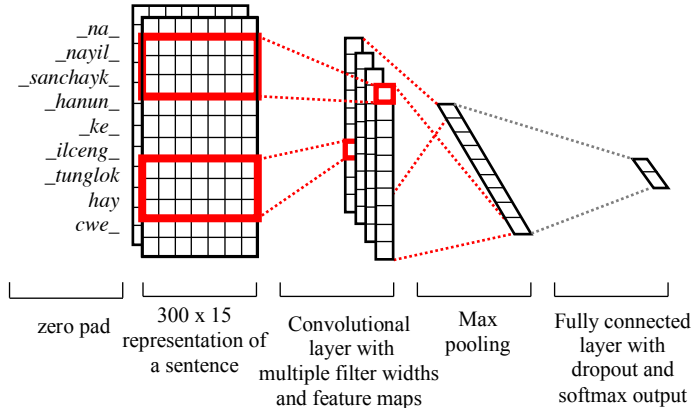 _na_
_nayil_
_sanchayk_
_hanun_
_ke_
_ilceng_
_tunglok
hay
cwe_
zero pad
300 x 15
representation of
a sentence
Convolutional
layer with
multiple filter widths
and feature maps
Max
pooling
Fully connected
layer with
dropout and
softmax output